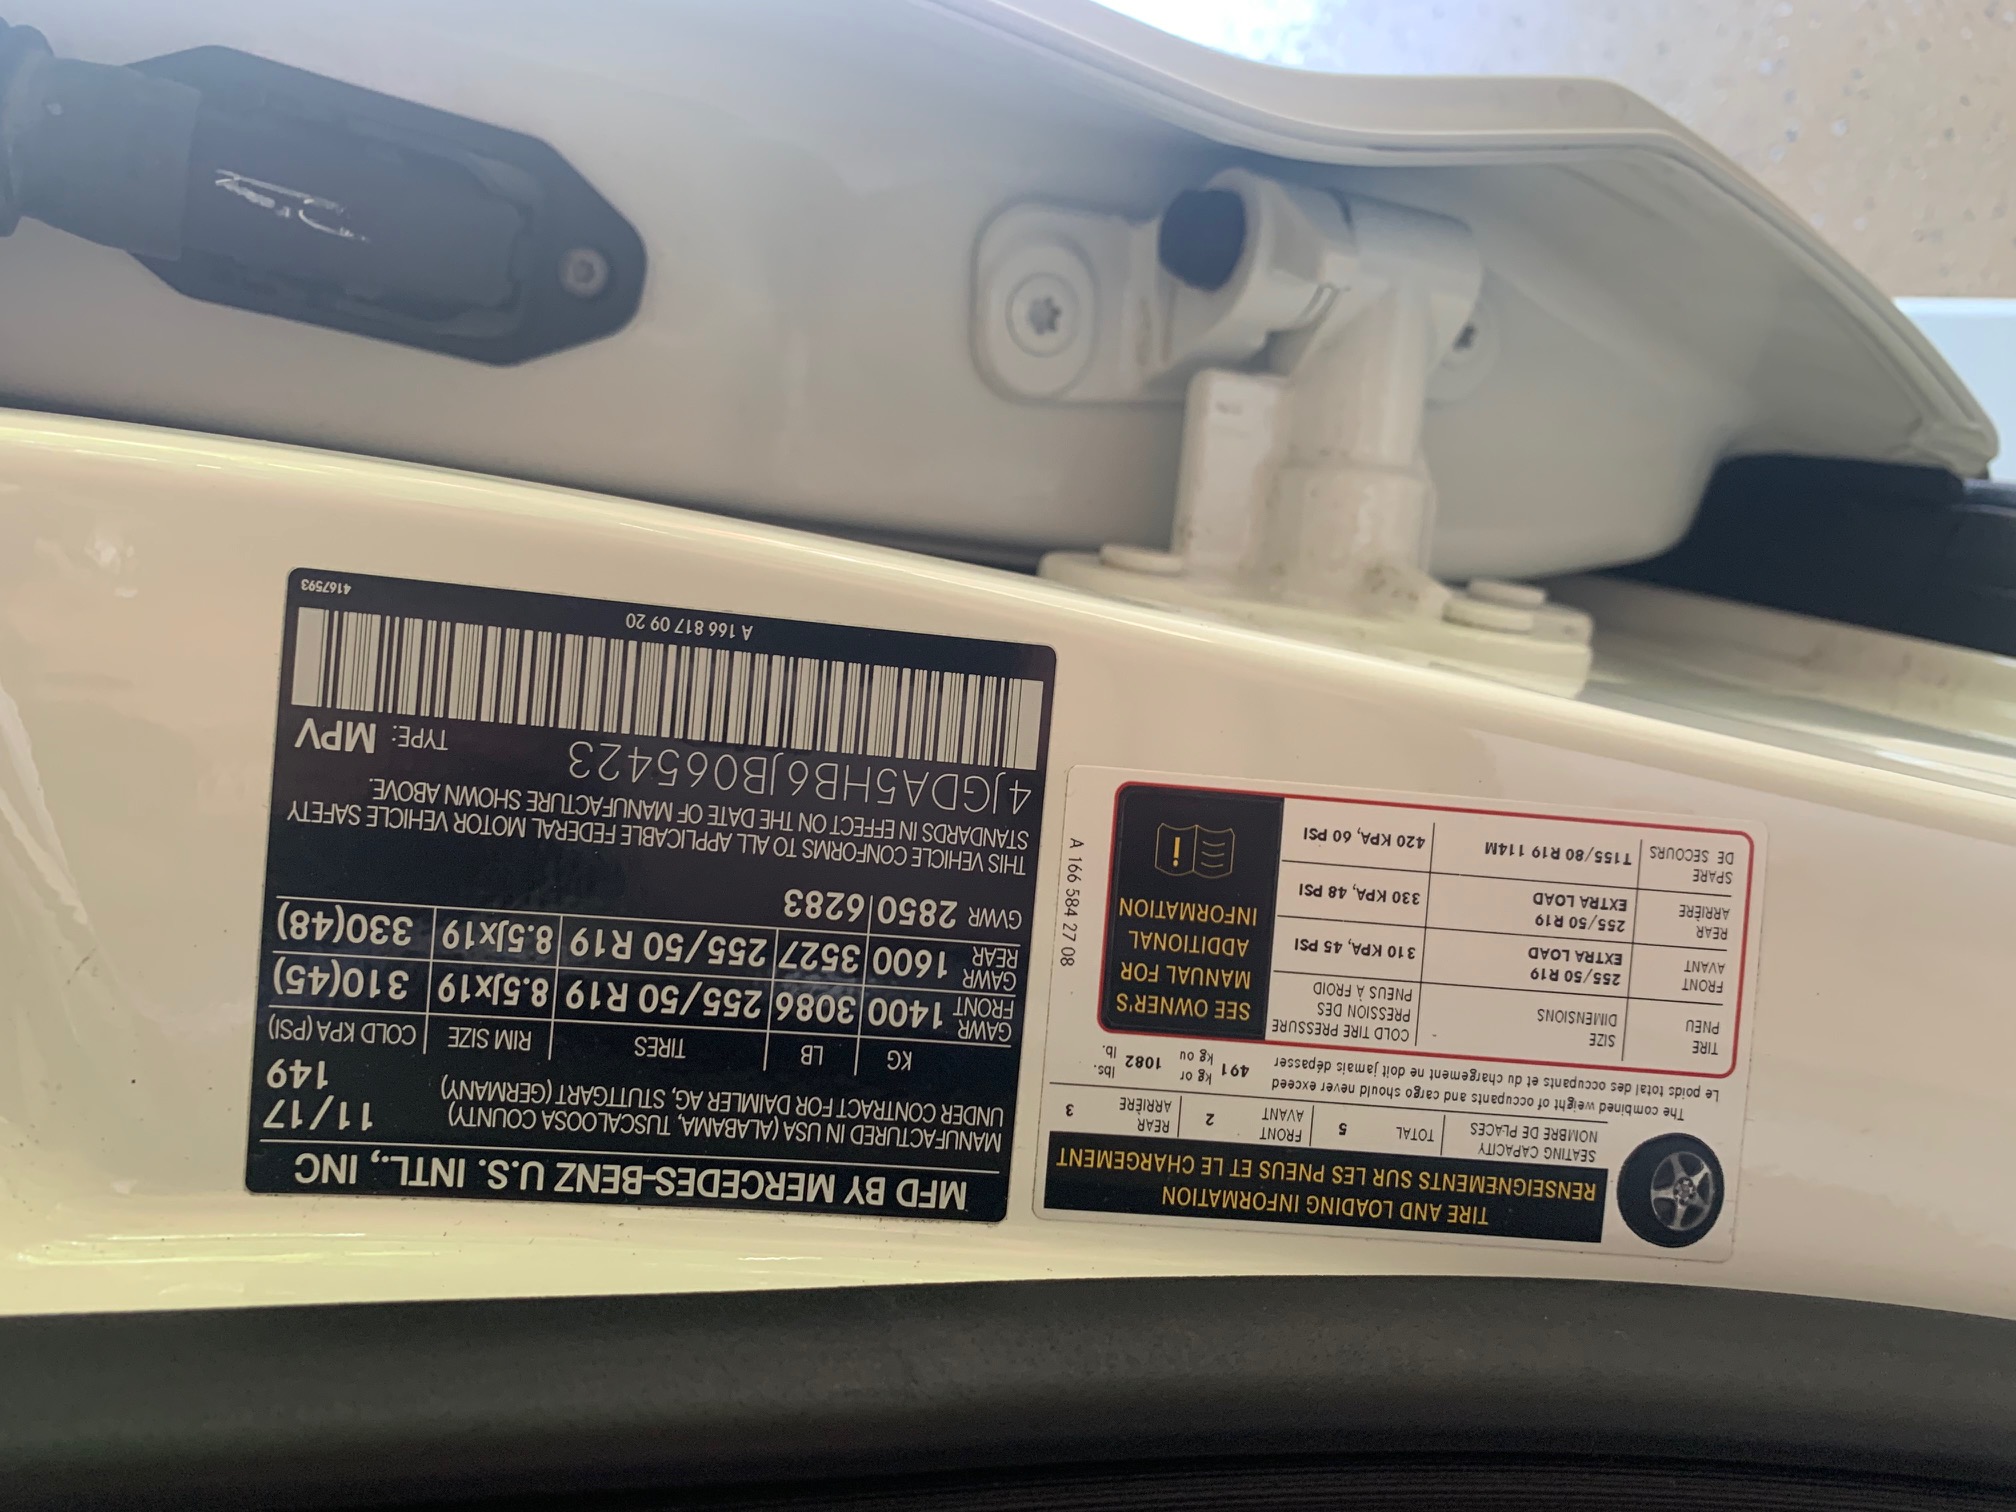 MFD BY MERCEDES-BENZ U.S. INTL., INC
MANUFACTURED IN USA (ALABAMA, TUSCALOOSA COUNTY) 11/17
UNDER CONTRACT FOR DAIMLER AG, STUTTGART (GERMANY) 149
KG LB TIRES RIM SIZE COLD KPA (PSI)
GAWR FRONT 1400 3086 255/50 R19 8.5Jx19 310(45)
GAWR REAR 1600 3527 255/50 R19 8.5Jx19 330(48)
GVWR 2850 6283
THIS VEHICLE CONFORMS TO ALL APPLICABLE FEDERAL MOTOR VEHICLE SAFETY
STANDARDS IN EFFECT ON THE DATE OF MANUFACTURE SHOWN ABOVE.
4JGDA5HB6JB065423 TYPE: MPV
A 166 817 09 20
4167593
TIRE AND LOADING INFORMATION
RENSEIGNEMENTS SUR LES PNEUS ET LE CHARGEMENT
SEATING CAPACITY
NOMBRE DE PLACES
TOTAL 5
FRONT
AVANT
2
REAR
ARRIÈRE
3
The combined weight of occupants and cargo should never exceed
Le poids total des occupants et du chargement ne doit jamais dépasser
491
kg or
kg ou
1082
lbs.
lb.
TIRE
PNEU
SIZE
DIMENSIONS
COLD TIRE PRESSURE
PRESSION DES
PNEUS À FROID
FRONT
AVANT
255/50 R19
EXTRA LOAD
310 KPA, 45 PSI
REAR
ARRIÈRE
255/50 R19
EXTRA LOAD
330 KPA, 48 PSI
SPARE
DE SECOURS
T155/80 R19 114M
420 KPA, 60 PSI
SEE OWNER'S
MANUAL FOR
ADDITIONAL
INFORMATION
A 166 584 27 08